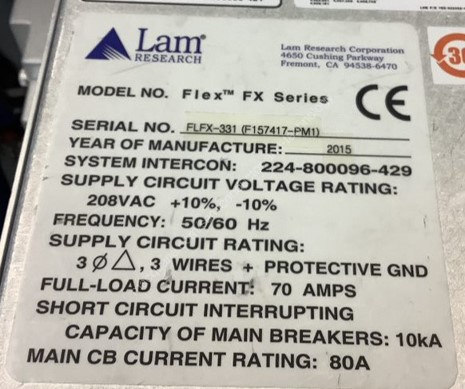 Lam
RESEARCH
Lam Research Corporation
4650 Cushing Parkway
Fremont, CA 94538-6470
MODEL NO. Flex™ FX Series
CE
SERIAL NO. FLFX-331 (F157417-PM1)
YEAR OF MANUFACTURE: 2015
SYSTEM INTERCON: 224-800096-429
SUPPLY CIRCUIT VOLTAGE RATING:
208VAC +10%, -10%
FREQUENCY: 50/60 Hz
SUPPLY CIRCUIT RATING:
3 Ø △, 3 WIRES + PROTECTIVE GND
FULL-LOAD CURRENT: 70 AMPS
SHORT CIRCUIT INTERRUPTING
CAPACITY OF MAIN BREAKERS: 10kA
MAIN CB CURRENT RATING: 80A